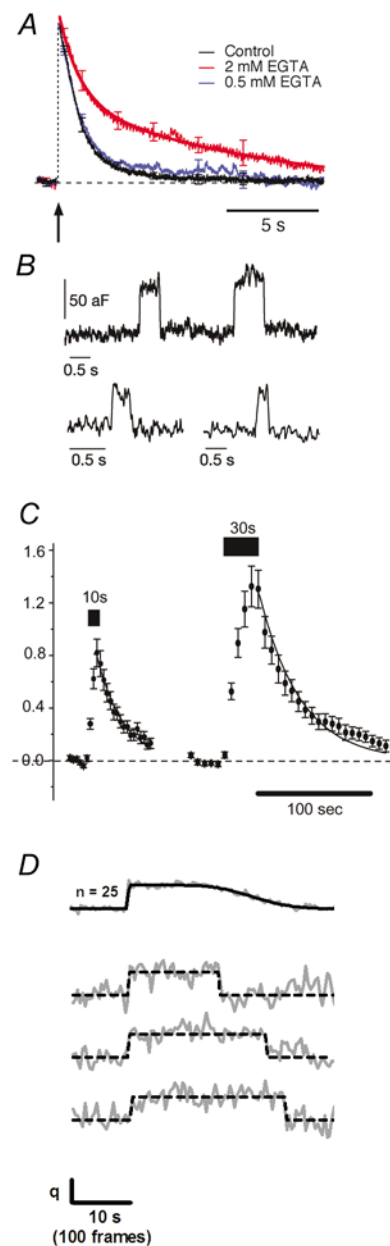 A
Control
2 mM EGTA
0.5 mM EGTA
5 s
B
50 aF
0.5 s
0.5 s
0.5 s
C
30s
1.6
10s
1.2
0.8
0.4
0.0
100 sec
D
n = 25
q
10 s
(100 frames)